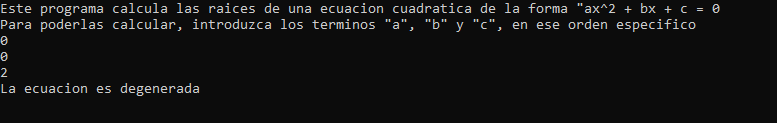 Este programa calcula las raices de una ecuacion cuadratica de la forma "ax^2 + bx + c = 0
Para poderlas calcular, introduzca los terminos "a", "b" y "c", en ese orden especifico
0
0
2
La ecuacion es degenerada